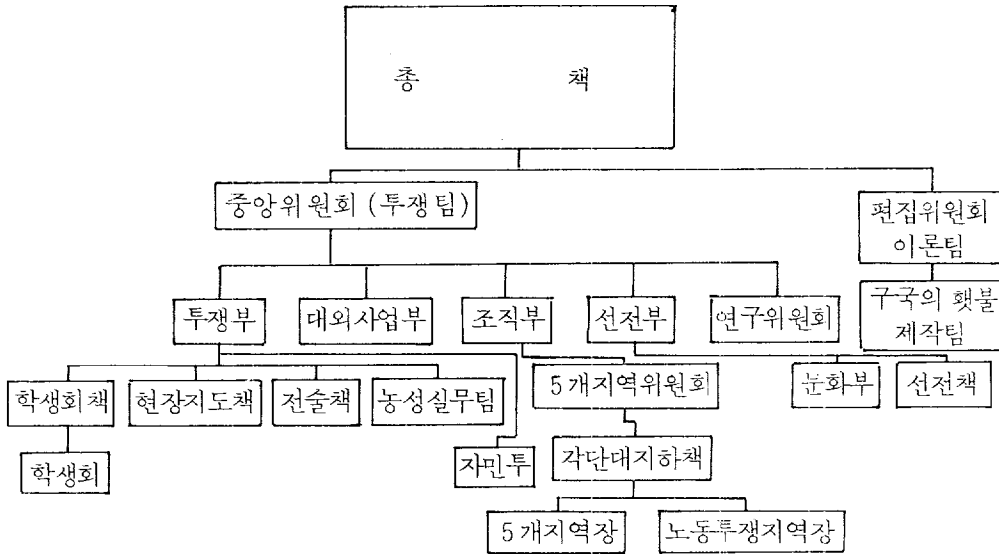 총 책
중앙위원회 (투쟁팀)
편집위원회
이론팀
투쟁부
대외사업부
조직부
선전부
연구위원회
구국의 횃불
제작팀
학생회책
현장지도책
전술책
농성실무팀
5개지역위원회
문화부
선전책
학생회
자민투
각단대지하책
5개지역장
노동투쟁지역장